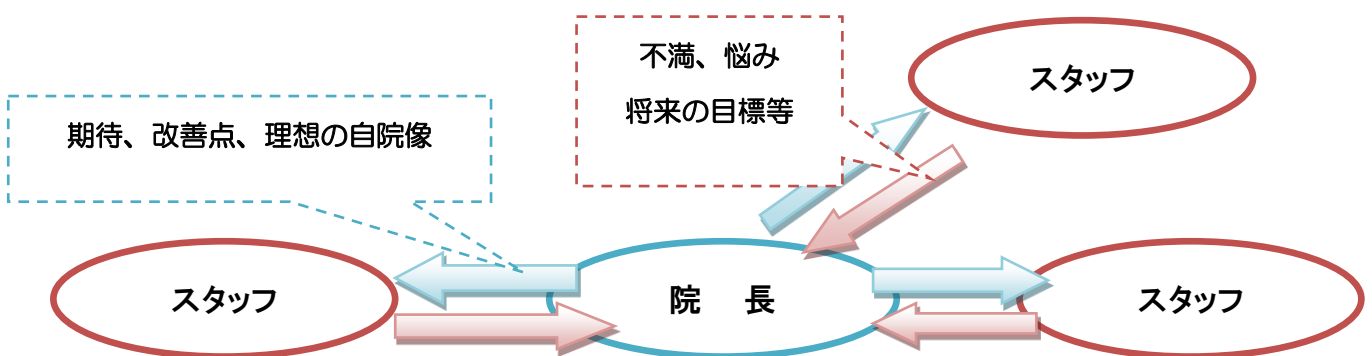 不満、悩み
将来の目標等
スタッフ
期待、改善点、理想の自院像
スタッフ
院　長
スタッフ